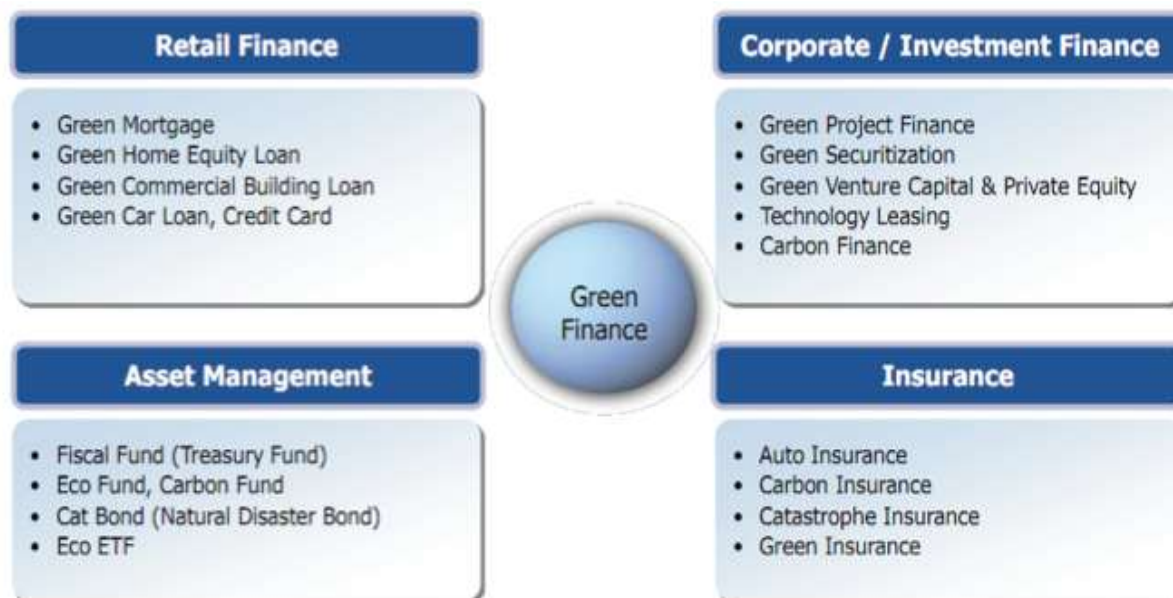 Retail Finance
• Green Mortgage
• Green Home Equity Loan
• Green Commercial Building Loan
• Green Car Loan, Credit Card
Corporate / Investment Finance
• Green Project Finance
• Green Securitization
• Green Venture Capital & Private Equity
• Technology Leasing
• Carbon Finance
Green
Finance
Asset Management
• Fiscal Fund (Treasury Fund)
• Eco Fund, Carbon Fund
• Cat Bond (Natural Disaster Bond)
• Eco ETF
Insurance
• Auto Insurance
• Carbon Insurance
• Catastrophe Insurance
• Green Insurance